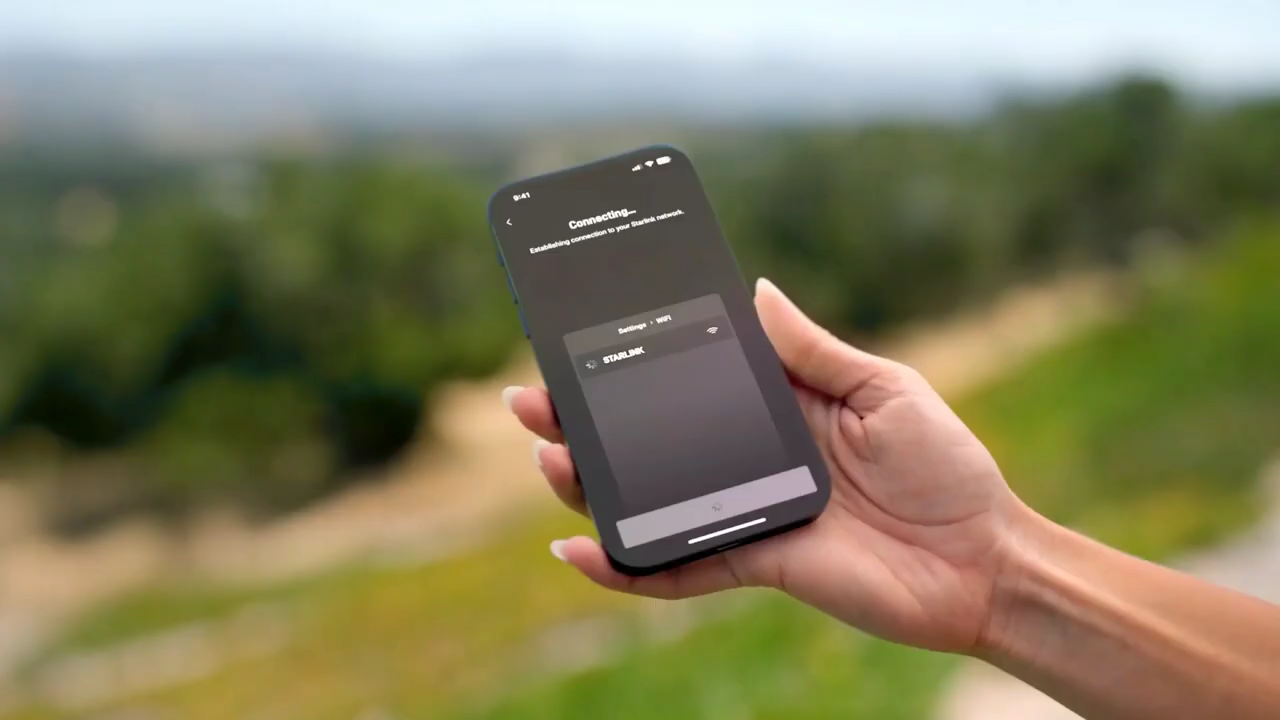 9:41
Connecting...
Establishing connection to your Starlink network.
Settings > WiFi
STARLINK